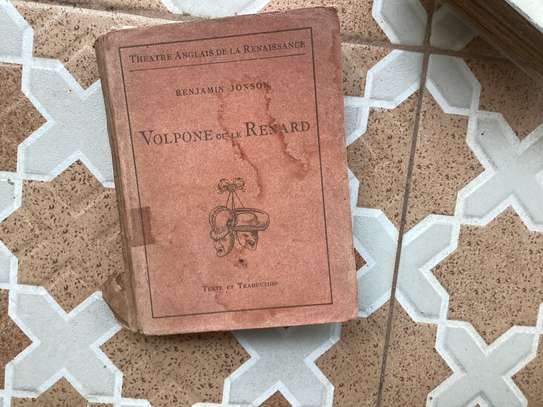 THEATRE ANGLAIS DE LA RENAISSANCE
BENJAMIN JONSON
VOLPONE OU LE RENARD
TEXTE ET TRADUCTION